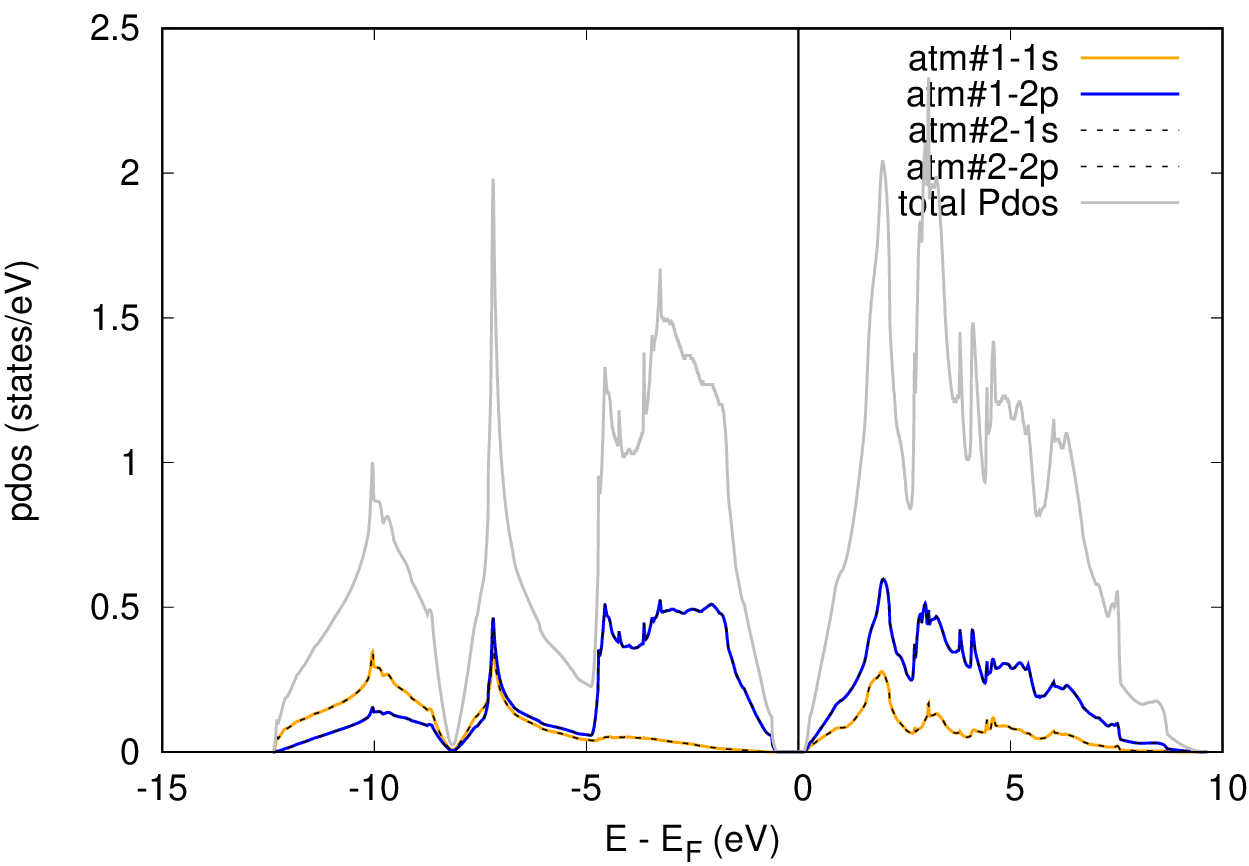 2.5
2
1.5
1
0.5
0
pdos (states/eV)
atm#1-1s
atm#1-2p
atm#2-1s
atm#2-2p
total Pdos
-15
-10
-5
0
5
10
E - E_F (eV)